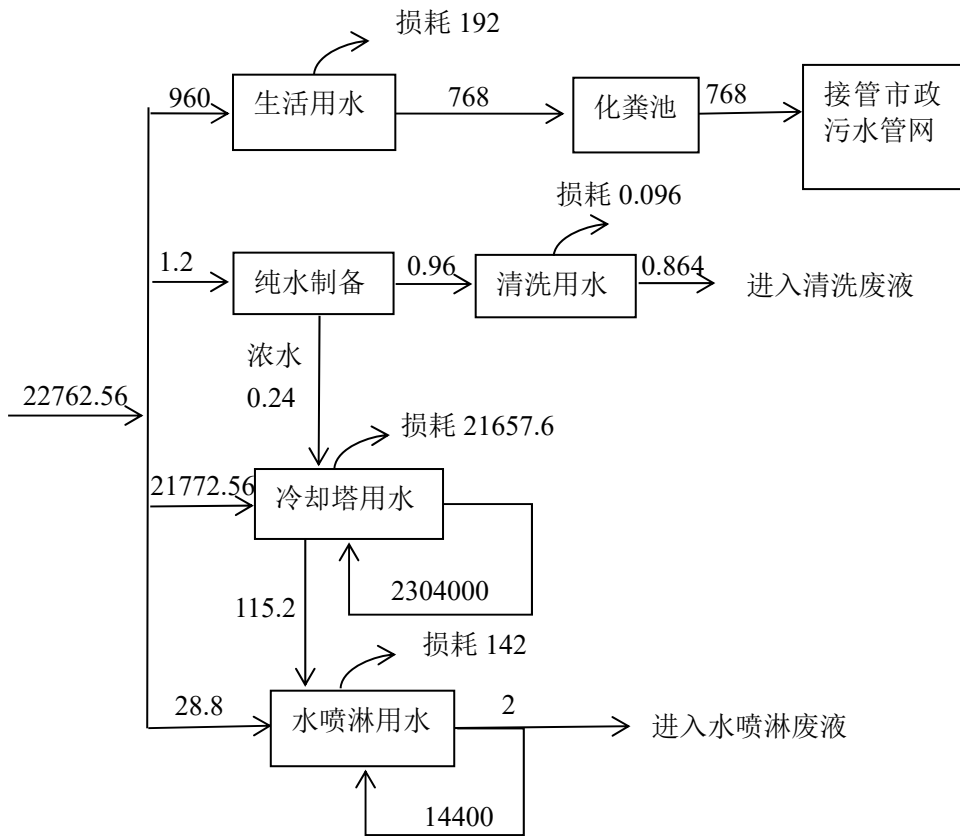 损耗 192
960
生活用水
768
化粪池
768
接管市政
污水管网
损耗 0.096
1.2
纯水制备
0.96
清洗用水
0.864
进入清洗废液
浓水
0.24
22762.56
损耗 21657.6
21772.56
冷却塔用水
2304000
115.2
损耗 142
28.8
水喷淋用水
2
进入水喷淋废液
14400